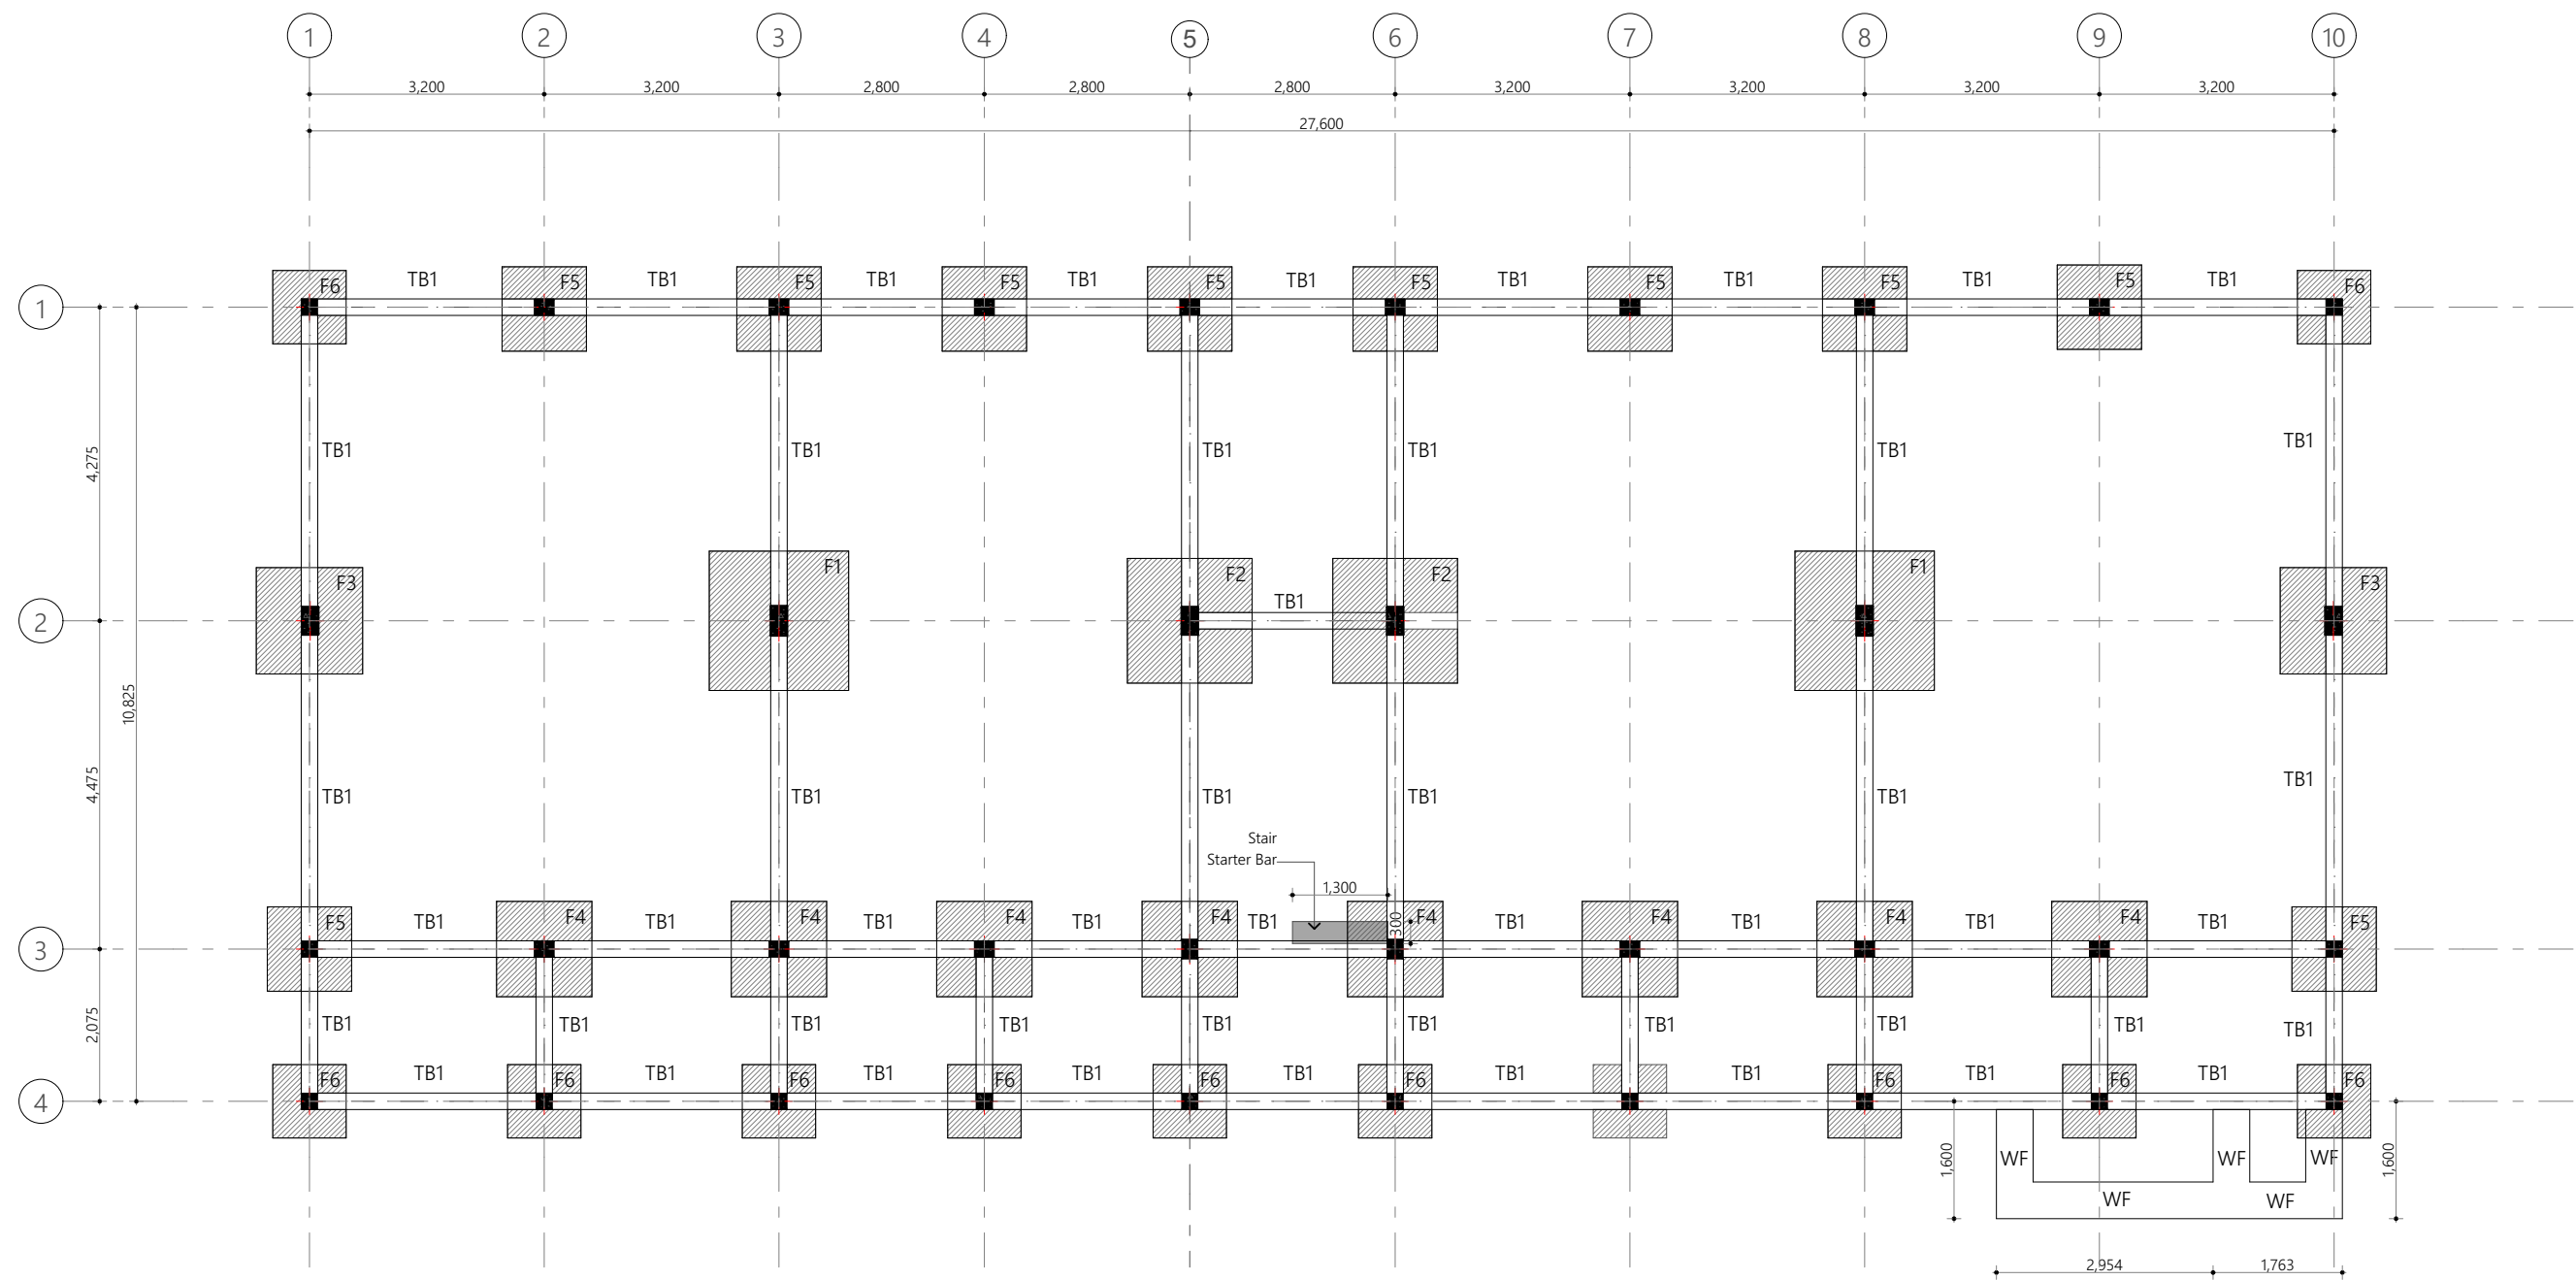 1 2 3 4 5 6 7 8 9 10
3,200 3,200 2,800 2,800 2,800 3,200 3,200 3,200 3,200
27,600
F6 TB1 F5 TB1 F5 TB1 F5 TB1 F5 TB1 F5 TB1 F5 TB1 F5 TB1 F5 TB1 F6
1
4,275 TB1 TB1 TB1 TB1 TB1 TB1
F3 F1 F2 TB1 F2 F1 F3
2
10,825
4,475 TB1 TB1 TB1 TB1 TB1 TB1
Stair
Starter Bar
1,300
300
F5 TB1 F4 TB1 F4 TB1 F4 TB1 F4 TB1 F4 TB1 F4 TB1 F4 TB1 F4 TB1 F5
3
2,075 TB1 TB1 TB1 TB1 TB1 TB1 TB1 TB1 TB1 TB1
F6 TB1 F6 TB1 F6 TB1 F6 TB1 F6 TB1 F6 TB1 TB1 F6 TB1 F6 TB1 F6
4
1,600 WF WF WF 1,600
WF WF
2,954 1,763